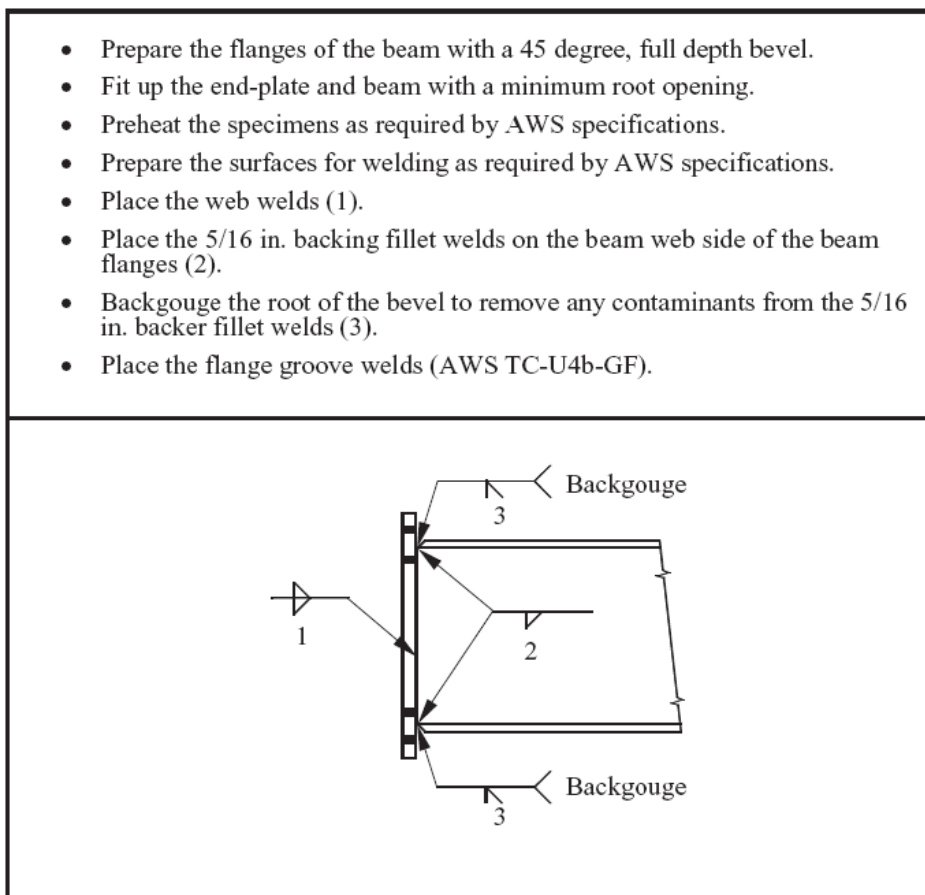 • Prepare the flanges of the beam with a 45 degree, full depth bevel.
• Fit up the end-plate and beam with a minimum root opening.
• Preheat the specimens as required by AWS specifications.
• Prepare the surfaces for welding as required by AWS specifications.
• Place the web welds (1).
• Place the 5/16 in. backing fillet welds on the beam web side of the beam
flanges (2).
• Backgouge the root of the bevel to remove any contaminants from the 5/16
in. backer fillet welds (3).
• Place the flange groove welds (AWS TC-U4b-GF).
Backgouge
3
1
2
Backgouge
3